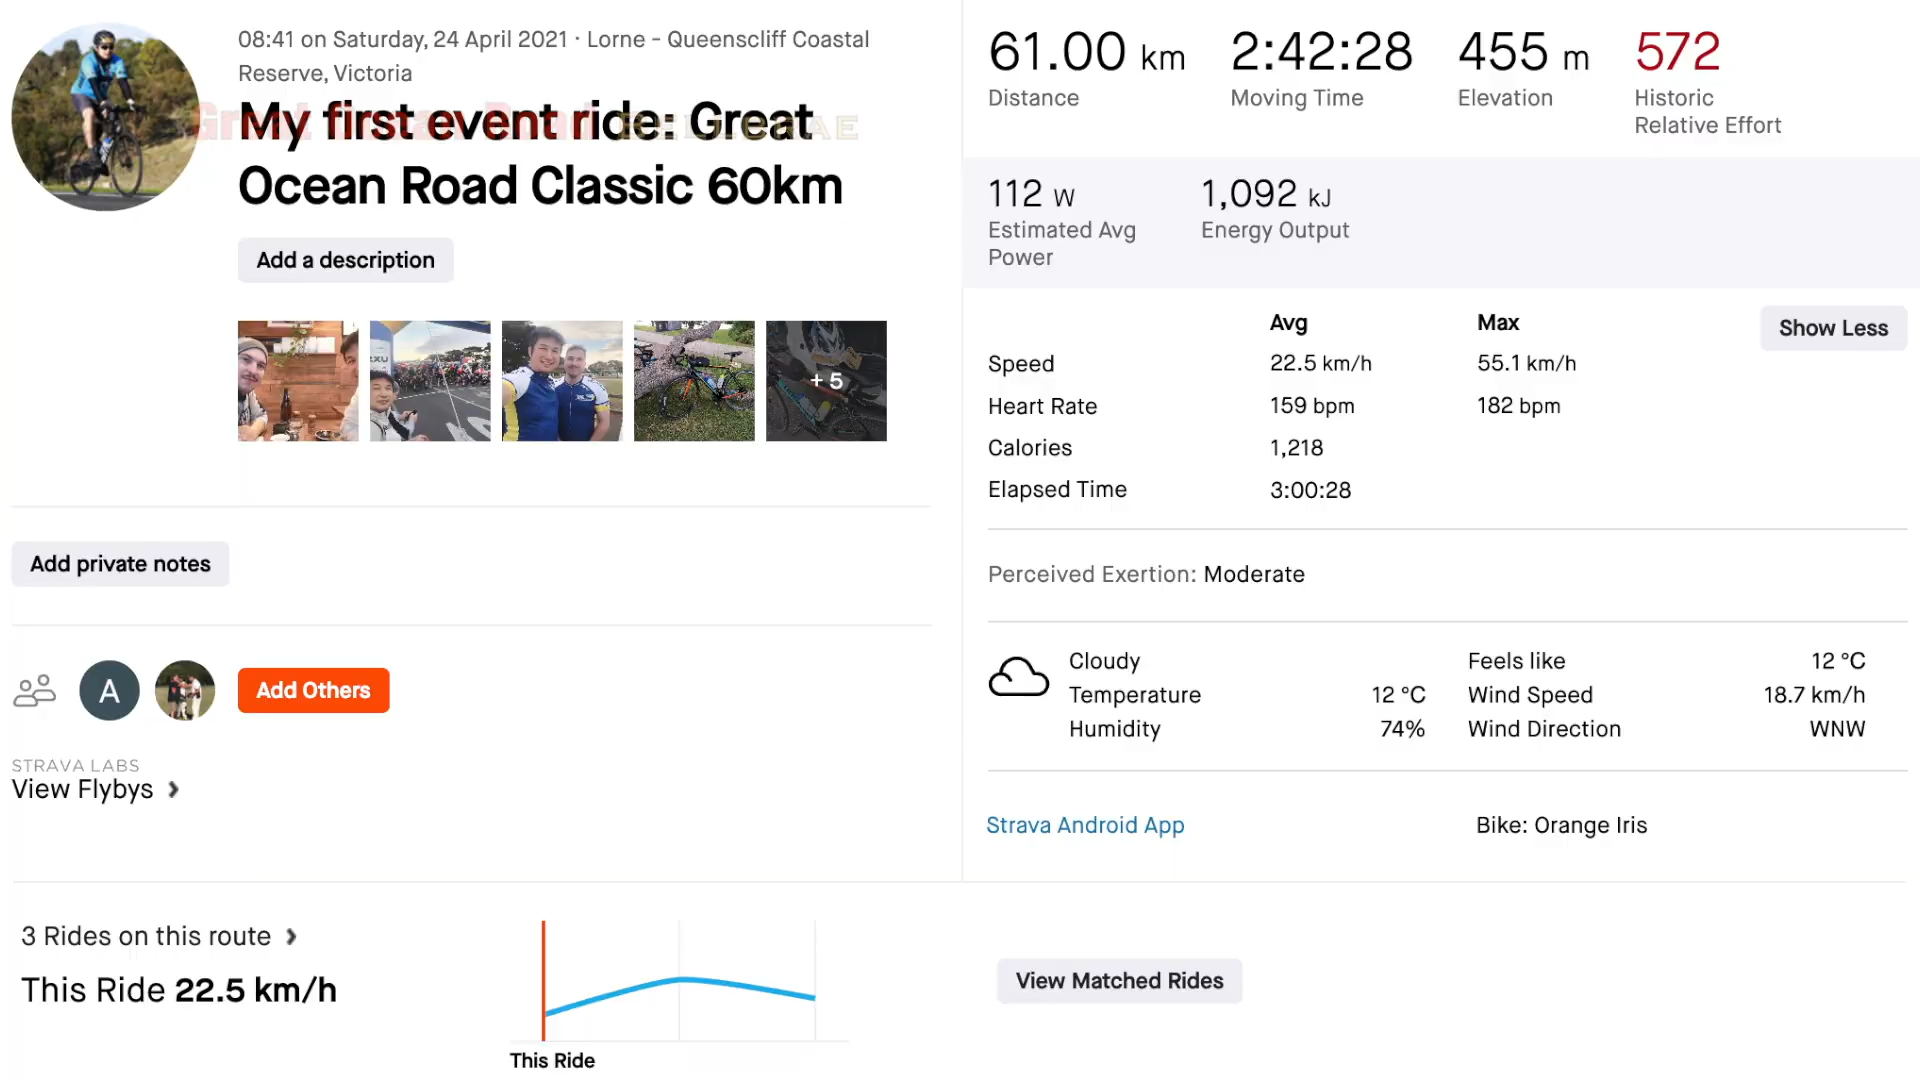 08:41 on Saturday, 24 April 2021 · Lorne - Queenscliff Coastal
Reserve, Victoria
My first event ride: Great
Ocean Road Classic 60km
Great Ocean Road
Add a description
+ 5
Add private notes
A
Add Others
STRAVA LABS
View Flybys
61.00 km
Distance
2:42:28
Moving Time
455 m
Elevation
572
Historic
Relative Effort
112 W
Estimated Avg
Power
1,092 kJ
Energy Output
Avg Max
Show Less
Speed 22.5 km/h 55.1 km/h
Heart Rate 159 bpm 182 bpm
Calories 1,218
Elapsed Time 3:00:28
Perceived Exertion: Moderate
Cloudy
Temperature 12 °C
Humidity 74%
Feels like 12 °C
Wind Speed 18.7 km/h
Wind Direction WNW
Strava Android App
Bike: Orange Iris
3 Rides on this route
This Ride 22.5 km/h
This Ride
View Matched Rides